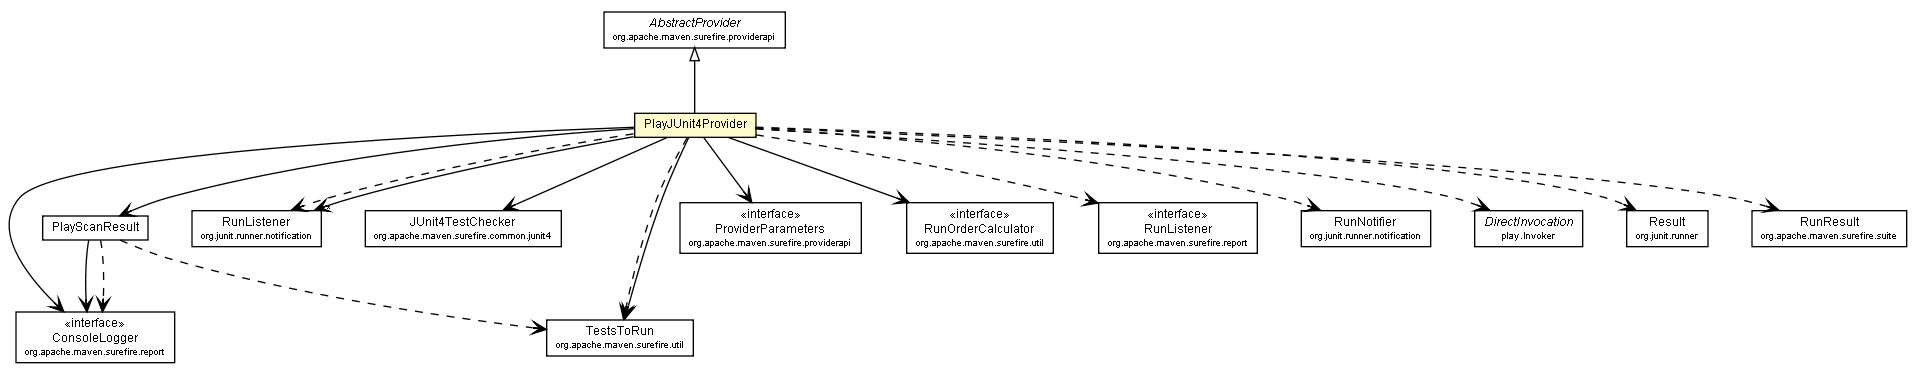 AbstractProvider
org.apache.maven.surefire.providerapi
PlayJUnit4Provider
PlayScanResult
RunListener
org.junit.runner.notification
JUnit4TestChecker
org.apache.maven.surefire.common.junit4
«interface»
ProviderParameters
org.apache.maven.surefire.providerapi
«interface»
RunOrderCalculator
org.apache.maven.surefire.util
«interface»
RunListener
org.apache.maven.surefire.report
RunNotifier
org.junit.runner.notification
DirectInvocation
play.Invoker
Result
org.junit.runner
RunResult
org.apache.maven.surefire.suite
«interface»
ConsoleLogger
org.apache.maven.surefire.report
TestsToRun
org.apache.maven.surefire.util